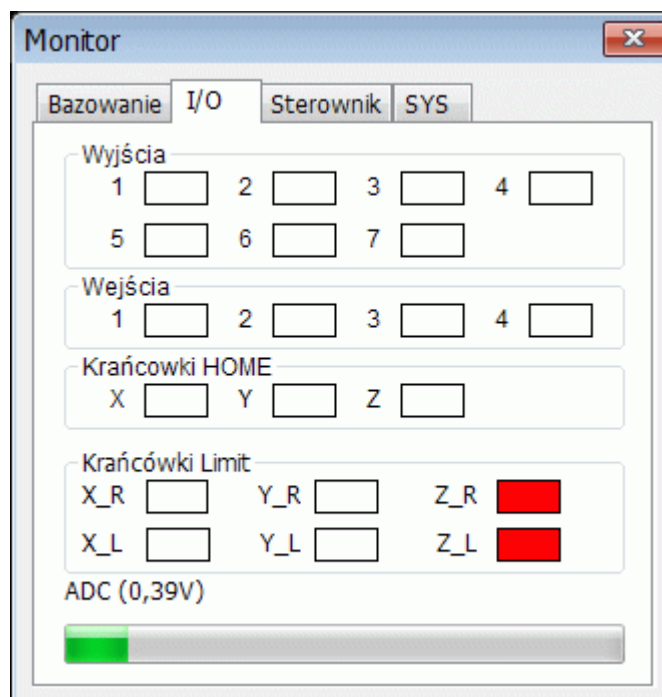 Monitor
Bazowanie I/O Sterownik SYS
Wyjścia
1 2 3 4
5 6 7
Wejścia
1 2 3 4
Krańcowki HOME
X Y Z
Krańcówki Limit
X_R Y_R Z_R
X_L Y_L Z_L
ADC (0,39V)